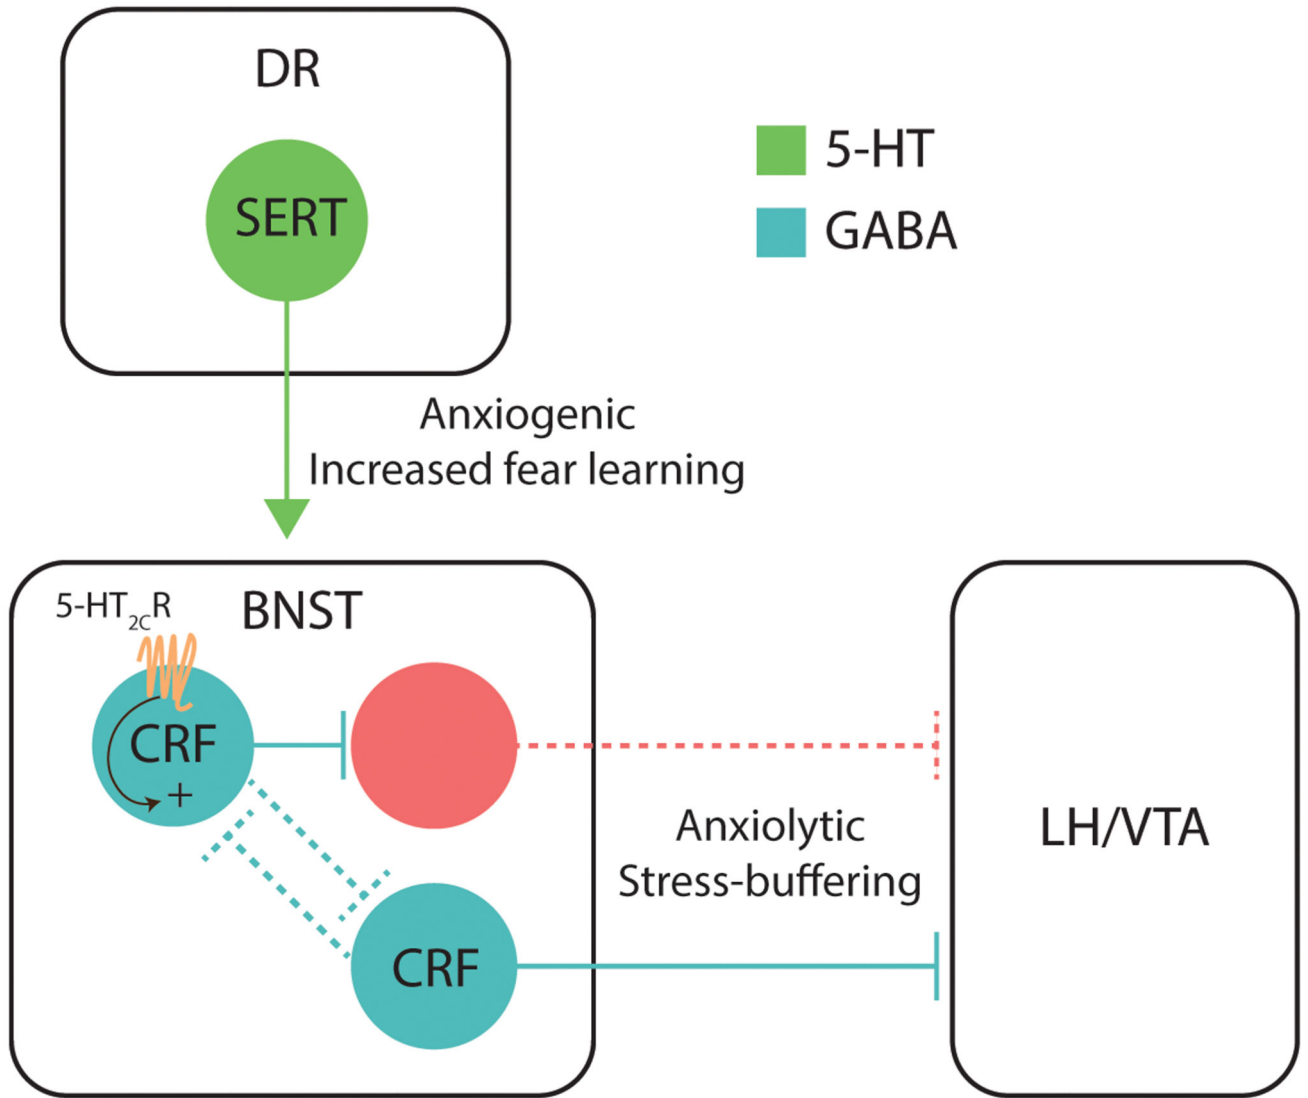 DR
SERT
5-HT
GABA
Anxiogenic
Increased fear learning
5-HT2CR
BNST
CRF
+
Anxiolytic
Stress-buffering
LH/VTA
CRF